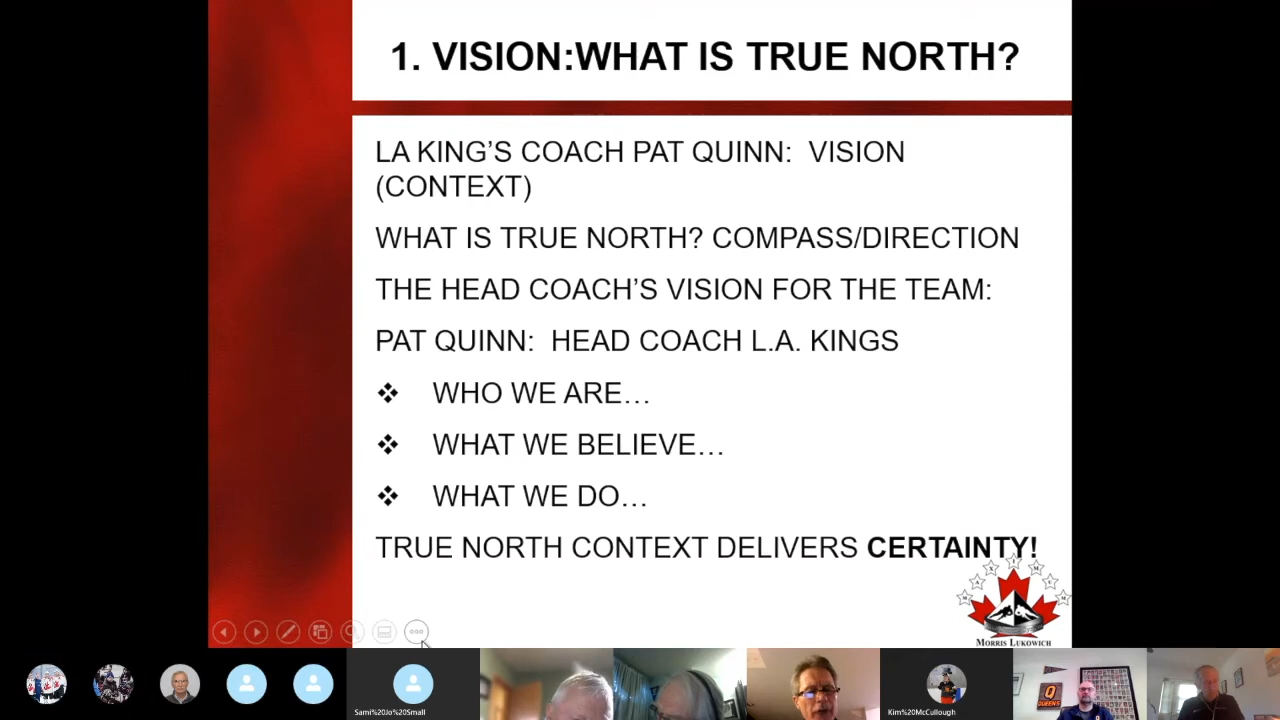 1. VISION:WHAT IS TRUE NORTH?
LA KING'S COACH PAT QUINN: VISION
(CONTEXT)
WHAT IS TRUE NORTH? COMPASS/DIRECTION
THE HEAD COACH'S VISION FOR THE TEAM:
PAT QUINN: HEAD COACH L.A. KINGS
❖ WHO WE ARE…
❖ WHAT WE BELIEVE…
❖ WHAT WE DO…
TRUE NORTH CONTEXT DELIVERS CERTAINTY!
MORRIS LUKOWICH
Sami%20Jo%20Small
Kim%20McCullough
Q
QUEENS